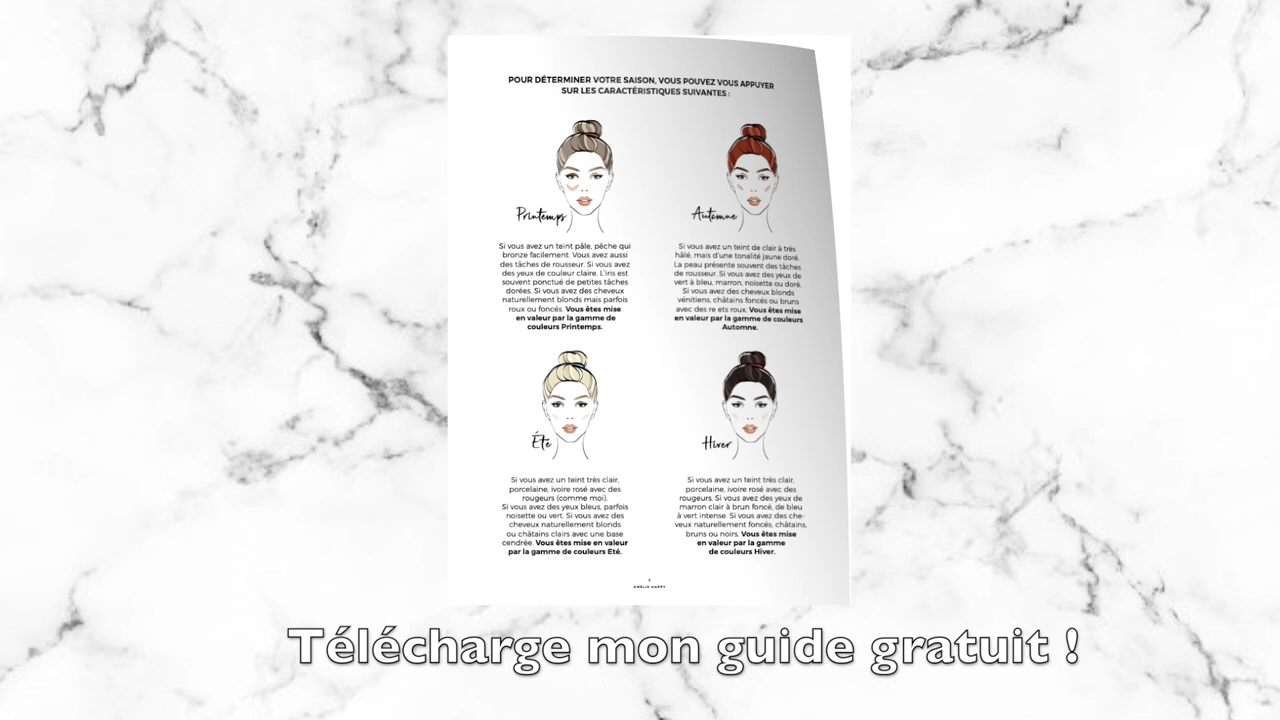 POUR DÉTERMINER VOTRE SAISON, VOUS POUVEZ VOUS APPUYER
SUR LES CARACTÉRISTIQUES SUIVANTES :
Printemps
Si vous avez un teint pâle, pêche qui
bronze facilement. Vous avez aussi
des tâches de rousseur. Si vous avez
des yeux de couleur claire. L'iris est
souvent ponctué de petites tâches
dorées. Si vous avez des cheveux
naturellement blonds mais parfois
roux ou foncés. Vous êtes mise
en valeur par la gamme de
couleurs Printemps.
Automne
Si vous avez un teint de clair à très
hâlé, mais d'une tonalité jaune doré.
La peau présente souvent des tâches
de rousseur. Si vous avez des yeux de
vert à bleu, marron, noisette ou doré.
Si vous avez des cheveux blonds
vénitiens, châtains foncés ou bruns
avec des re ets roux. Vous êtes mise
en valeur par la gamme de couleurs
Automne.
Été
Si vous avez un teint très clair,
porcelaine, ivoire rosé avec des
rougeurs (comme moi).
Si vous avez des yeux bleus, parfois
noisette ou vert. Si vous avez des
cheveux naturellement blonds
ou châtains clairs avec une base
cendrée. Vous êtes mise en valeur
par la gamme de couleurs Eté.
Hiver
Si vous avez un teint très clair,
porcelaine, ivoire rosé avec des
rougeurs. Si vous avez des yeux de
marron clair à brun foncé, de bleu
à vert intense. Si vous avez des che-
veux naturellement foncés, châtains,
bruns ou noirs. Vous êtes mise
en valeur par la gamme
de couleurs Hiver.
AMÉLIE HAPPY
Télécharge mon guide gratuit !